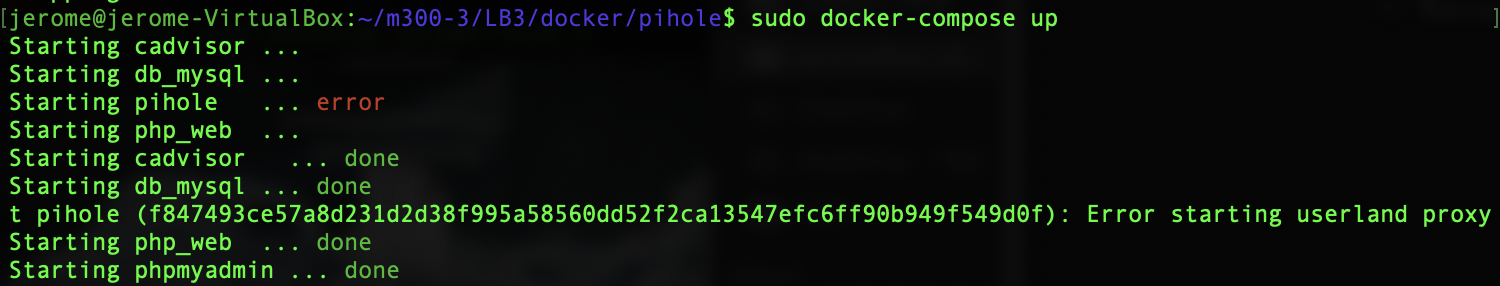 [jerome@jerome-VirtualBox:~/m300-3/LB3/docker/pihole$ sudo docker-compose up ]
Starting cadvisor ...
Starting db_mysql ...
Starting pihole   ... error
Starting php_web  ...
Starting cadvisor   ... done
Starting db_mysql ... done
t pihole (f847493ce57a8d231d2d38f995a58560dd52f2ca13547efc6ff90b949f549d0f): Error starting userland proxy
Starting php_web  ... done
Starting phpmyadmin ... done